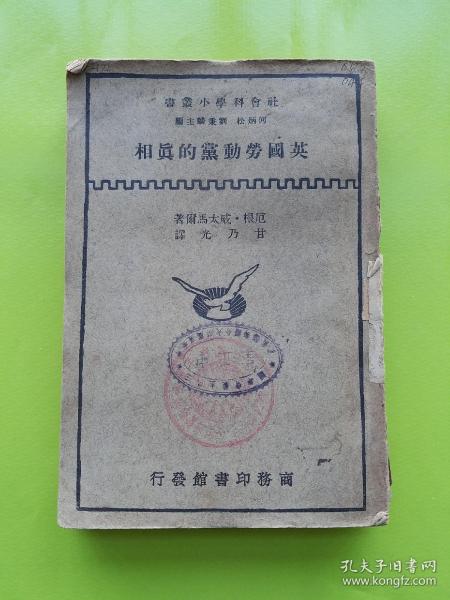 社會科學小叢書
何炳松 劉秉麟主編
英國勞動黨的眞相
厄根・威太馬爾著
甘乃光譯
商務印書館發行
孔夫子旧书网
www.kongfz.com